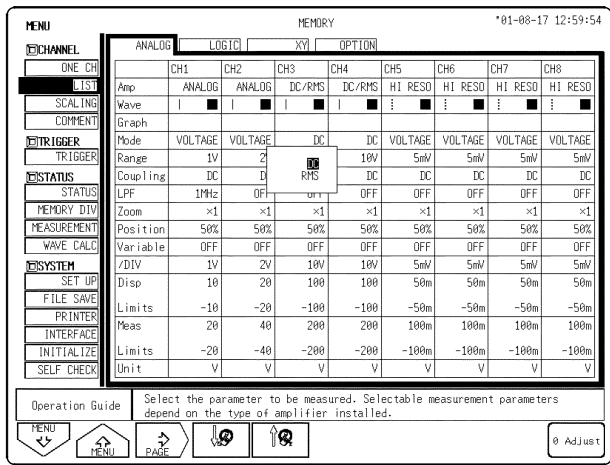 MENU MEMORY '01-08-17 12:59:54
CHANNEL
ONE CH
LIST
SCALING
COMMENT
TRIGGER
TRIGGER
STATUS
STATUS
MEMORY DIV
MEASUREMENT
WAVE CALC
SYSTEM
SET UP
FILE SAVE
PRINTER
INTERFACE
INITIALIZE
SELF CHECK
ANALOG LOGIC XY OPTION
CH1 CH2 CH3 CH4 CH5 CH6 CH7 CH8
Amp ANALOG ANALOG DC/RMS DC/RMS HI RESO HI RESO HI RESO HI RESO
Wave
Graph
Mode VOLTAGE VOLTAGE DC DC VOLTAGE VOLTAGE VOLTAGE VOLTAGE
Range 1V 2 10V 5mV 5mV 5mV 5mV
DC
RMS
Coupling DC D DC DC DC DC DC
LPF 1MHz OFF OFF OFF OFF OFF OFF OFF
Zoom ×1 ×1 ×1 ×1 ×1 ×1 ×1 ×1
Position 50% 50% 50% 50% 50% 50% 50% 50%
Variable OFF OFF OFF OFF OFF OFF OFF OFF
/DIV 1V 2V 10V 10V 5mV 5mV 5mV 5mV
Disp 10 20 100 100 50m 50m 50m 50m
Limits -10 -20 -100 -100 -50m -50m -50m -50m
Meas 20 40 200 200 100m 100m 100m 100m
Limits -20 -40 -200 -200 -100m -100m -100m -100m
Unit V V V V V V V V
Operation Guide
Select the parameter to be measured. Selectable measurement parameters
depend on the type of amplifier installed.
MENU MENU PAGE 0 Adjust